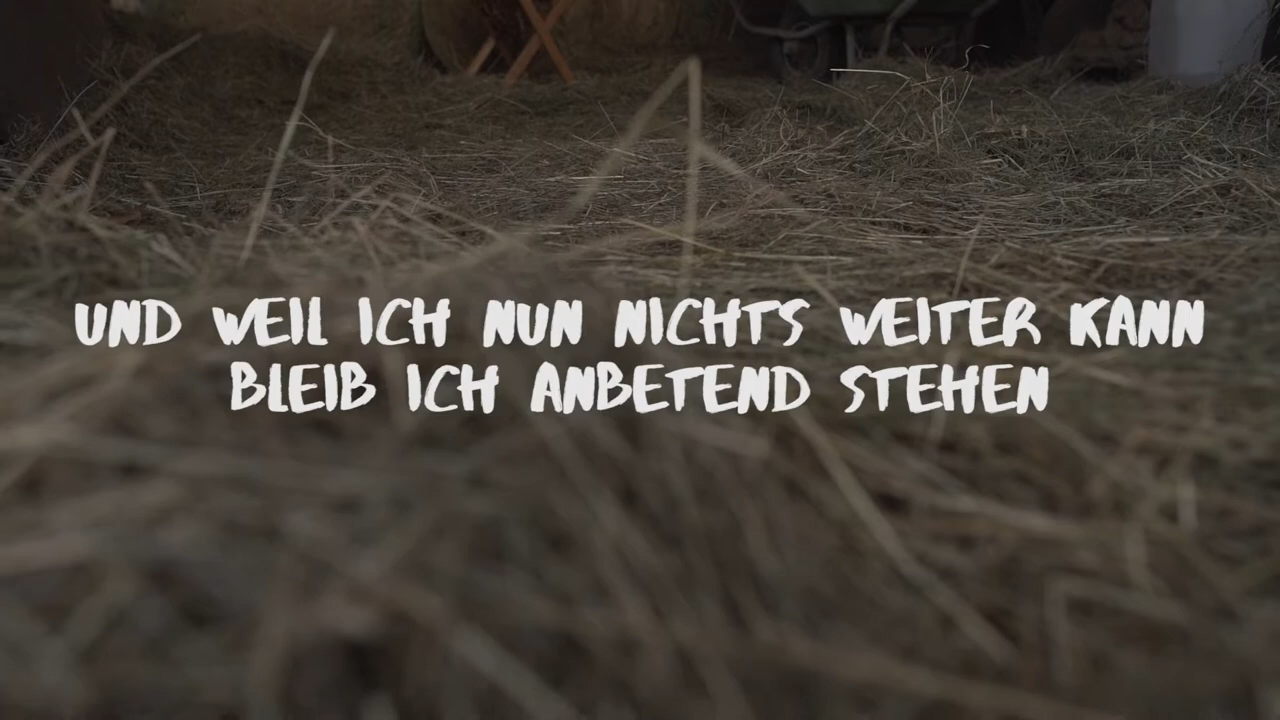 UND WEIL ICH NUN NICHTS WEITER KANN
BLEIB ICH ANBETEND STEHEN